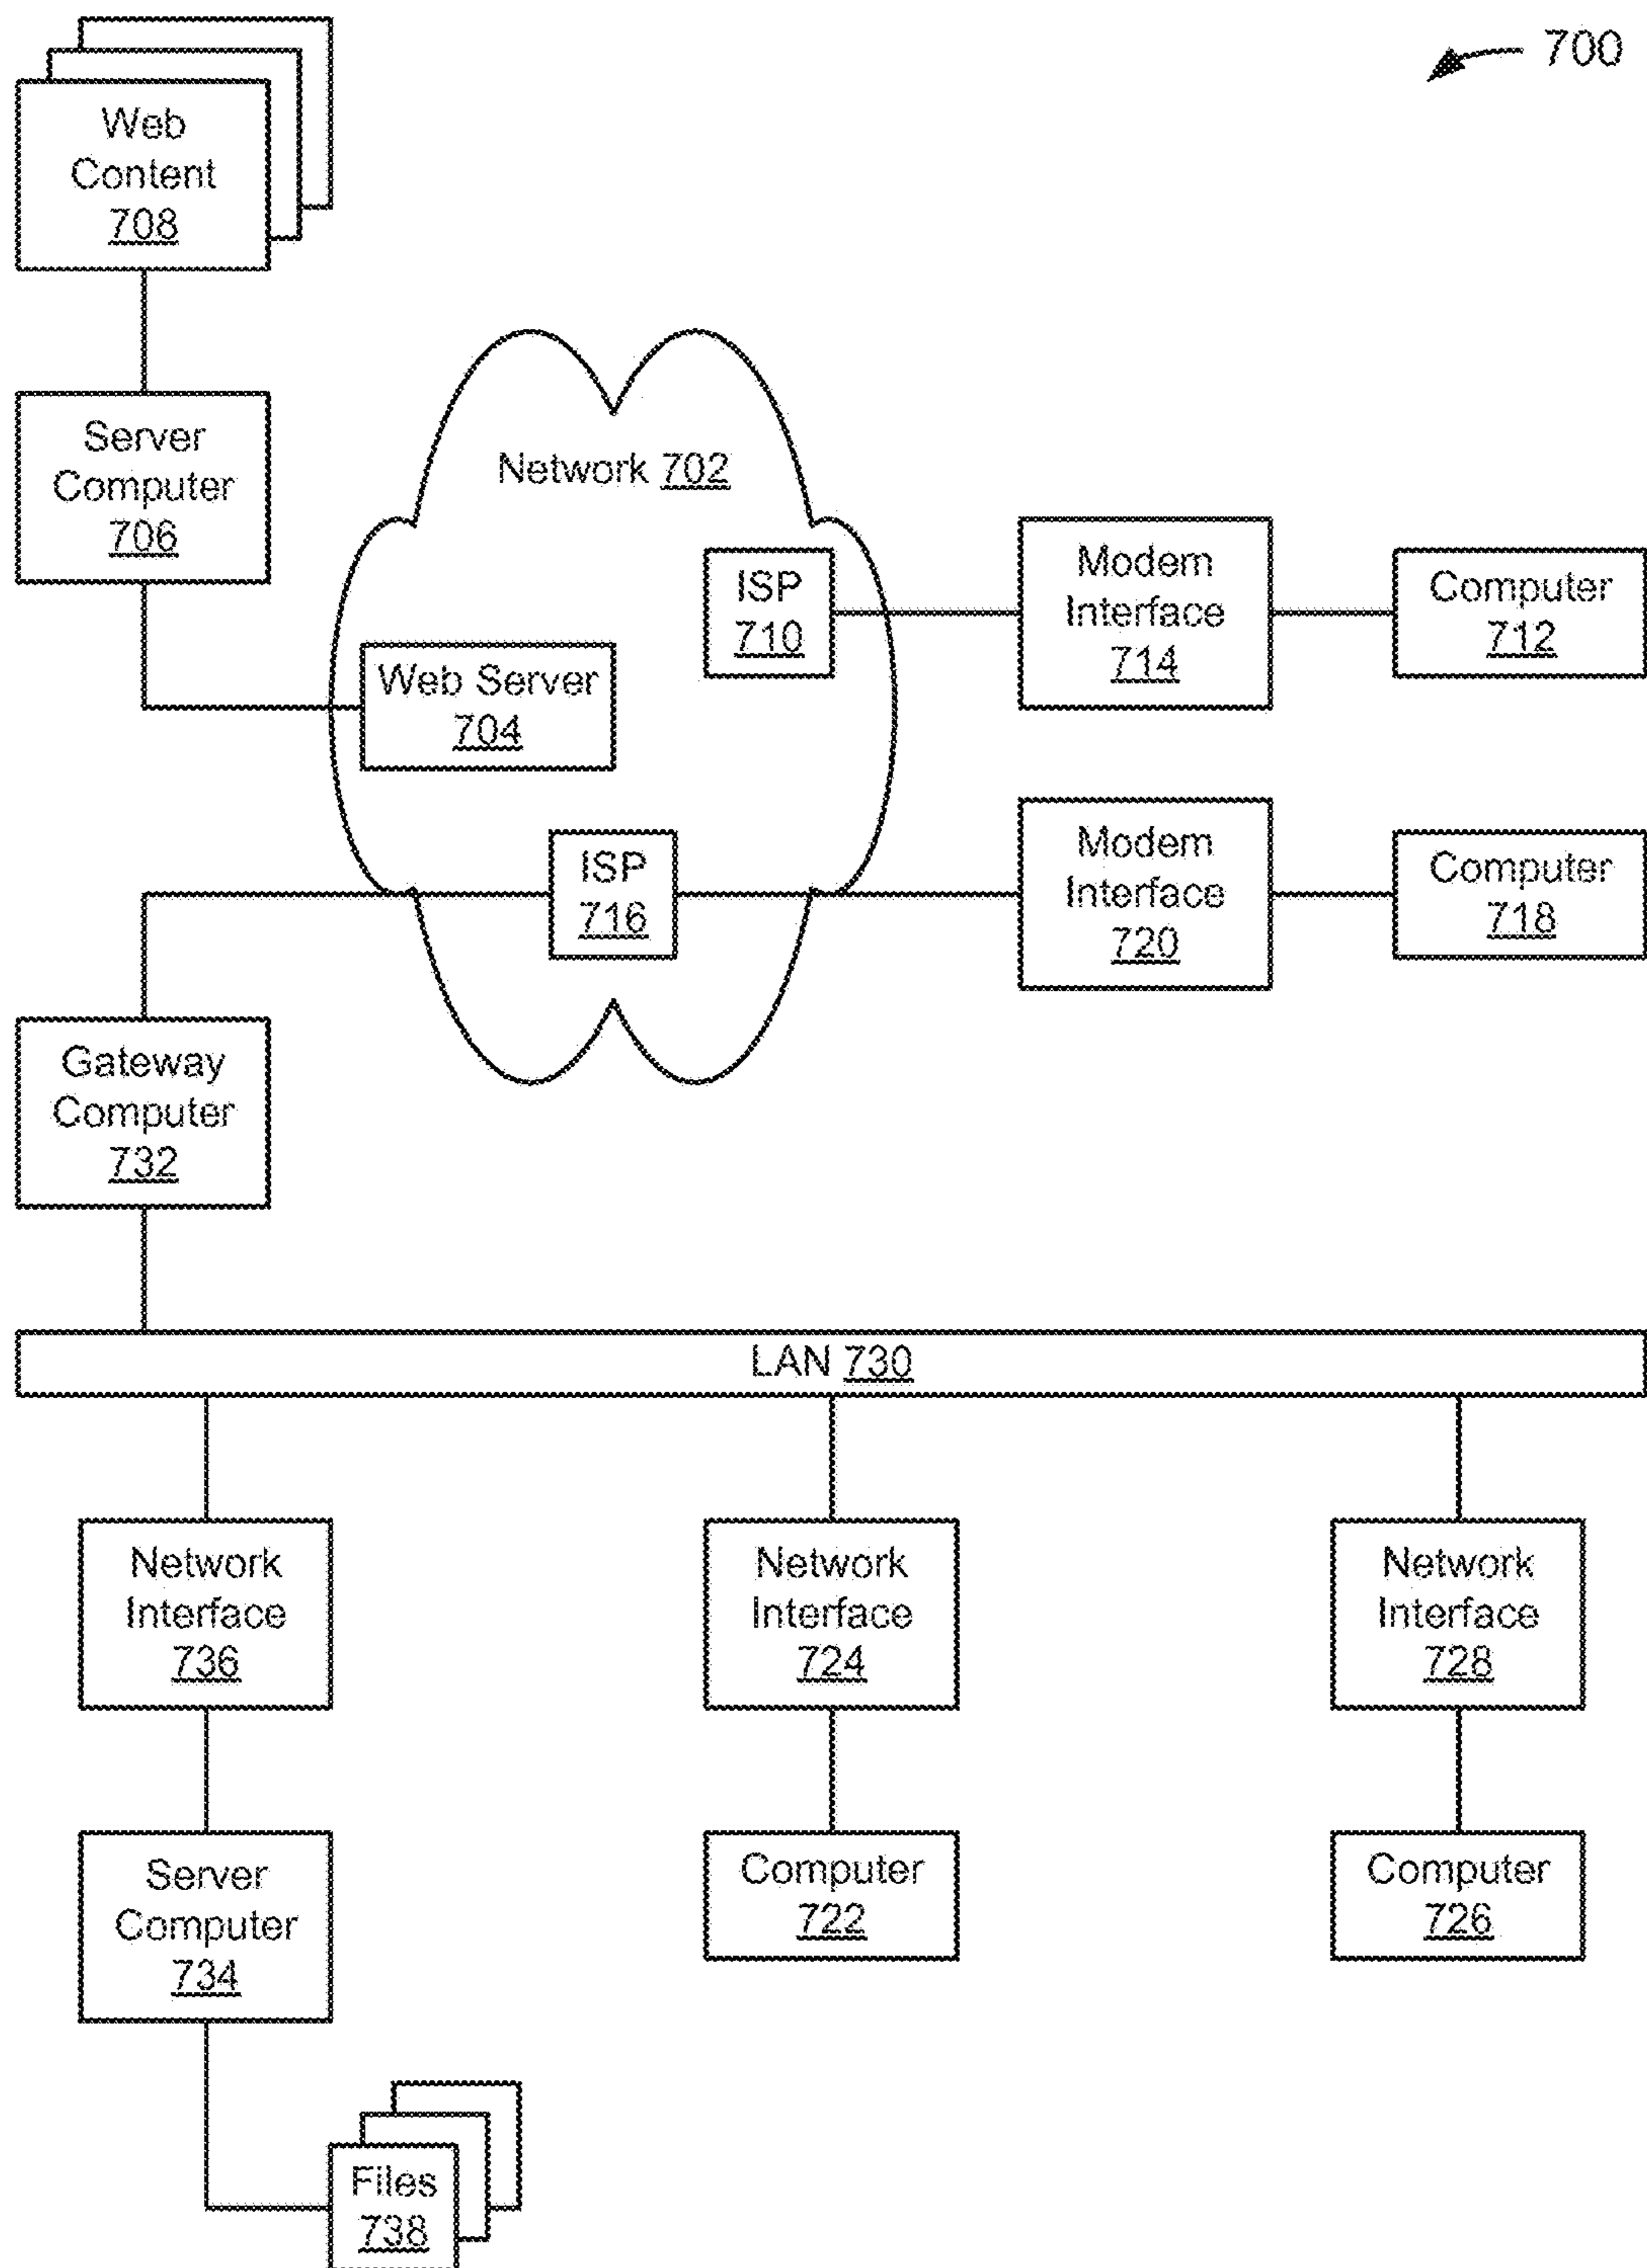 700
Web
Content
708
Server
Computer
706
Network 702
ISP
710
Modem
Interface
714
Computer
712
Web Server
704
ISP
716
Modem
Interface
720
Computer
718
Gateway
Computer
732
LAN 730
Network
Interface
736
Network
Interface
724
Network
Interface
728
Server
Computer
734
Computer
722
Computer
726
Files
738